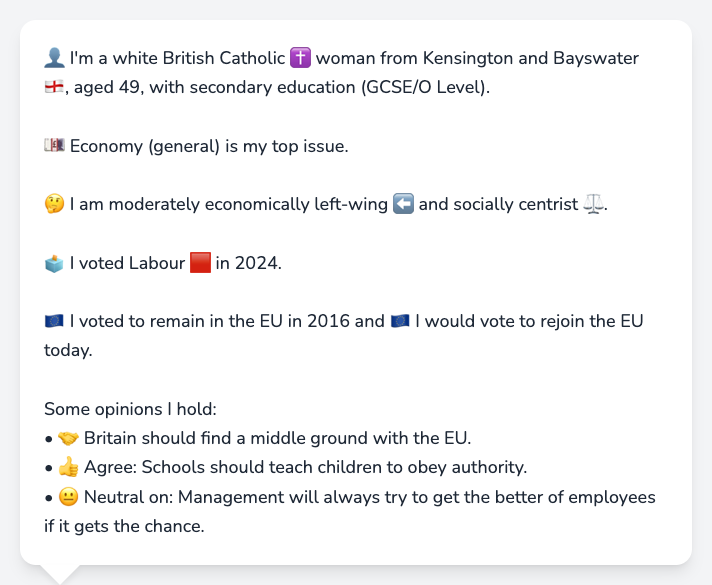 👤 I'm a white British Catholic ✝️ woman from Kensington and Bayswater
🏴󠁧󠁢󠁥󠁮󠁧󠁿, aged 49, with secondary education (GCSE/O Level).
💷 Economy (general) is my top issue.
🤔 I am moderately economically left-wing ⬅️ and socially centrist ⚖️.
🗳️ I voted Labour 🟥 in 2024.
🇪🇺 I voted to remain in the EU in 2016 and 🇪🇺 I would vote to rejoin the EU
today.
Some opinions I hold:
• 🤝 Britain should find a middle ground with the EU.
• 👍 Agree: Schools should teach children to obey authority.
• 😐 Neutral on: Management will always try to get the better of employees
if it gets the chance.